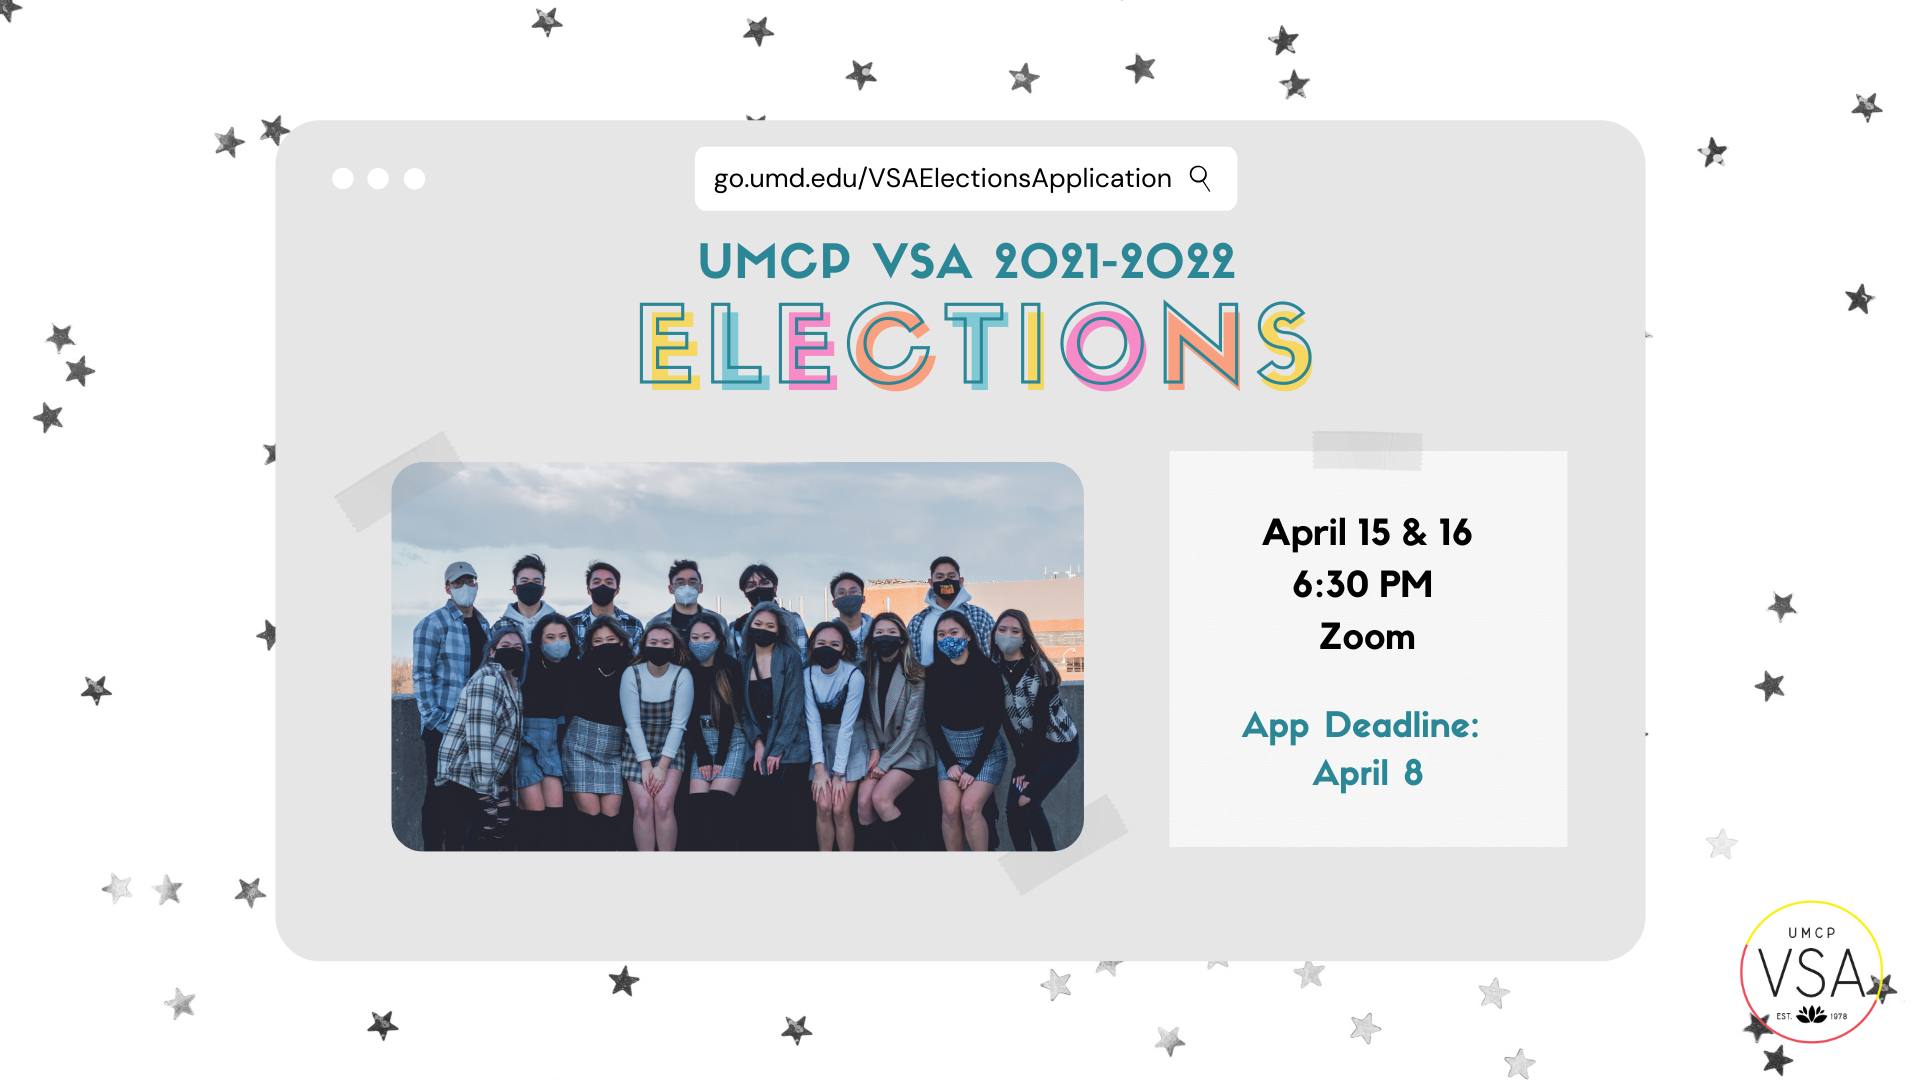 go.umd.edu/VSAElectionsApplication
UMCP VSA 2021-2022
ELECTIONS
April 15 & 16
6:30 PM
Zoom
App Deadline:
April 8
UMCP
VSA
EST. 1978